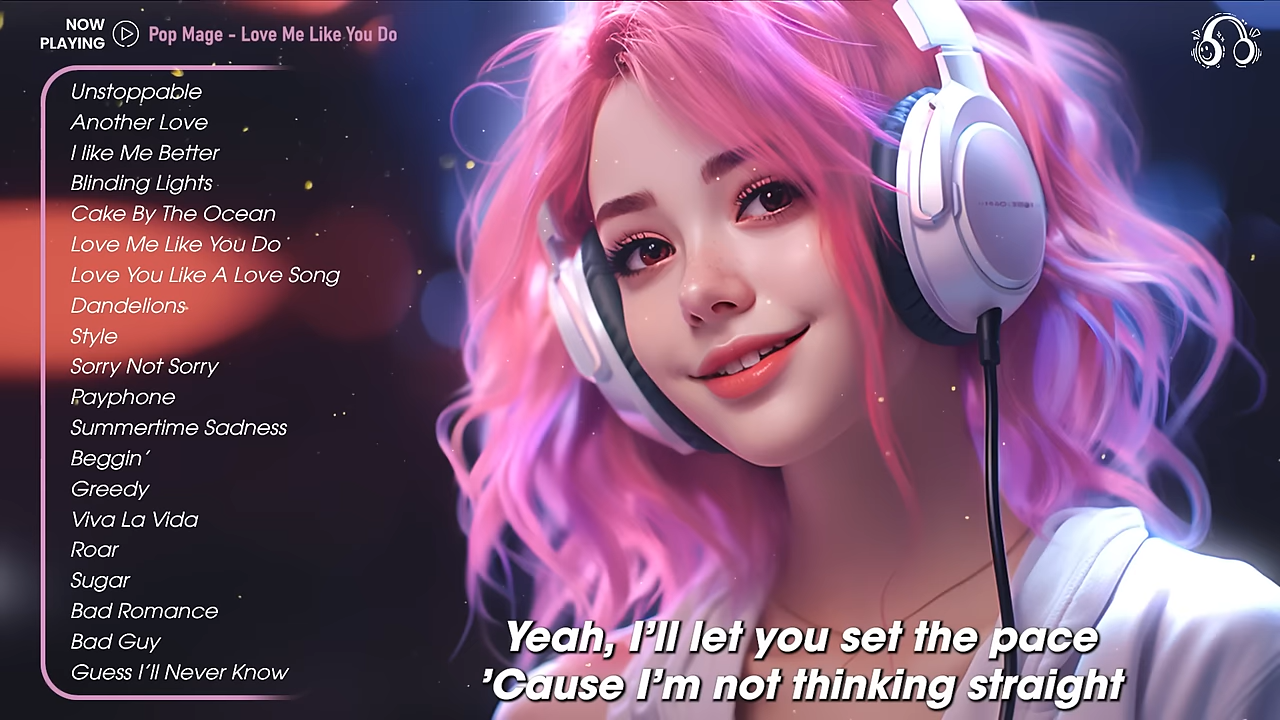 NOW
PLAYING
Pop Mage - Love Me Like You Do
Unstoppable
Another Love
I like Me Better
Blinding Lights
Cake By The Ocean
Love Me Like You Do
Love You Like A Love Song
Dandelions
Style
Sorry Not Sorry
Payphone
Summertime Sadness
Beggin’
Greedy
Viva La Vida
Roar
Sugar
Bad Romance
Bad Guy
Guess I’ll Never Know
Yeah, I’ll let you set the pace
’Cause I’m not thinking straight